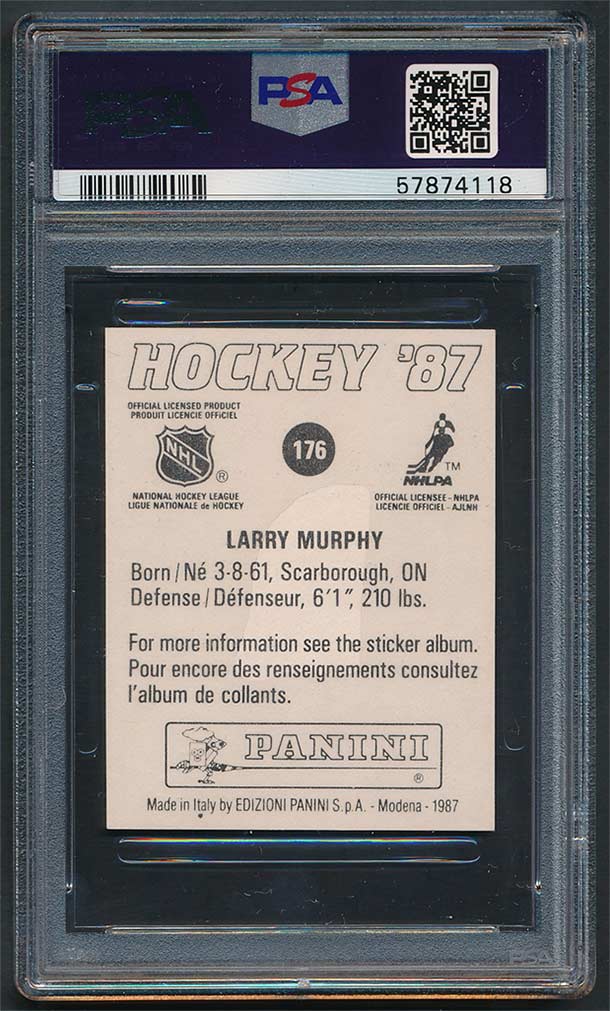 PSA
PSA
57874118
HOCKEY '87
OFFICIAL LICENSED PRODUCT
PRODUIT LICENCIE OFFICIEL
NHL
®
176
TM
NHLPA
NATIONAL HOCKEY LEAGUE
LIGUE NATIONALE de HOCKEY
OFFICIAL LICENSEE - NHLPA
LICENCIE OFFICIEL - AJLNH
LARRY MURPHY
Born / Né 3-8-61, Scarborough, ON
Defense / Défenseur, 6'1", 210 lbs.
For more information see the sticker album.
Pour encore des renseignements consultez
l'album de collants.
PANINI
®
Made in Italy by EDIZIONI PANINI S.p.A. - Modena - 1987
PSA